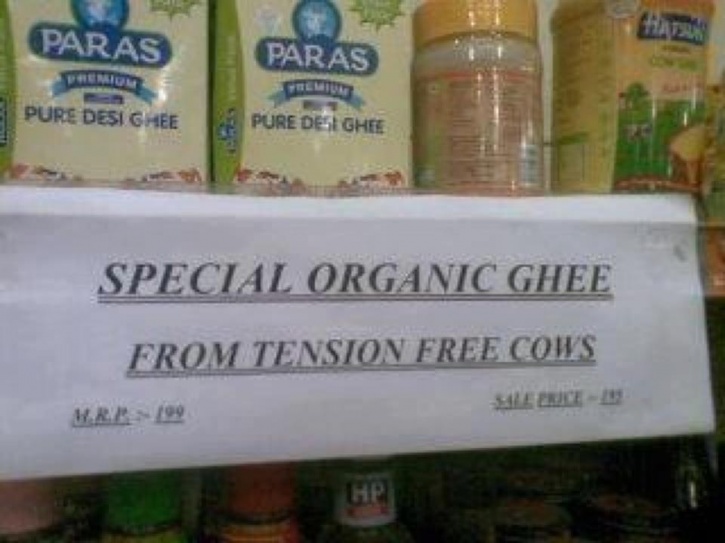 PARAS PARAS HATSUN
PREMIUM PREMIUM
PURE DESI GHEE PURE DESI GHEE
SPECIAL ORGANIC GHEE
FROM TENSION FREE COWS
M.R.P. :- 199 SALE PRICE :- 195
HP